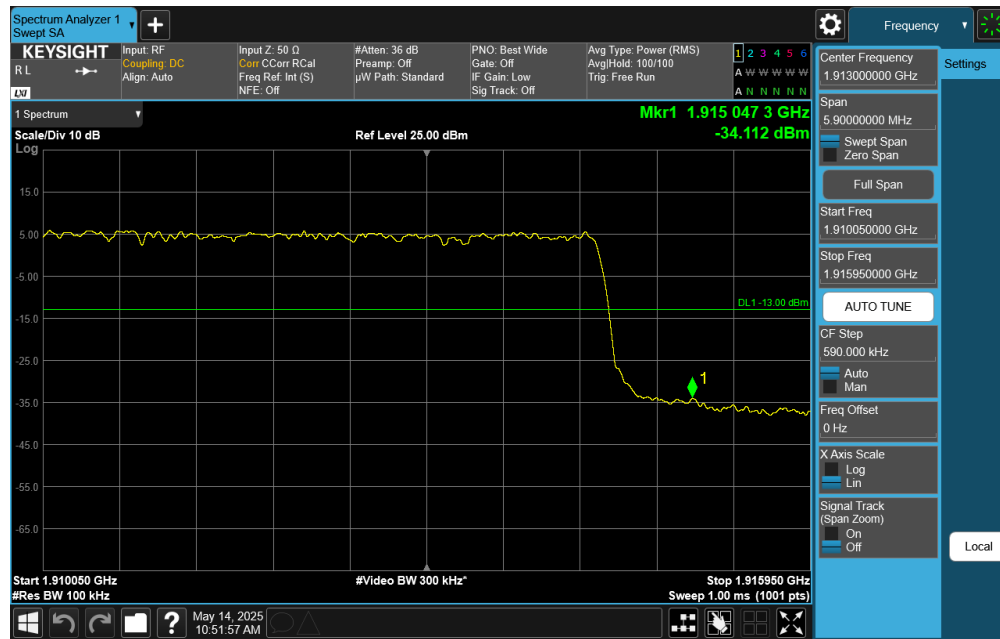 Spectrum Analyzer 1
Swept SA
+
Frequency
KEYSIGHT
R L
LXI
Input: RF
Coupling: DC
Align: Auto
Input Z: 50 Ω
Corr CCorr RCal
Freq Ref: Int (S)
NFE: Off
#Atten: 36 dB
Preamp: Off
µW Path: Standard
PNO: Best Wide
Gate: Off
IF Gain: Low
Sig Track: Off
Avg Type: Power (RMS)
Avg|Hold: 100/100
Trig: Free Run
1 2 3 4 5 6
A W W W W W
A N N N N N
1 Spectrum
Scale/Div 10 dB
Log
Ref Level 25.00 dBm
Mkr1 1.915 047 3 GHz
-34.112 dBm
15.0
5.00
-5.00
-15.0
-25.0
-35.0
-45.0
-55.0
-65.0
DL1 -13.00 dBm
1
Start 1.910050 GHz
#Res BW 100 kHz
#Video BW 300 kHz*
Stop 1.915950 GHz
Sweep 1.00 ms (1001 pts)
Center Frequency
1.913000000 GHz
Span
5.90000000 MHz
Swept Span
Zero Span
Full Span
Start Freq
1.910050000 GHz
Stop Freq
1.915950000 GHz
AUTO TUNE
CF Step
590.000 kHz
Auto
Man
Freq Offset
0 Hz
X Axis Scale
Log
Lin
Signal Track
(Span Zoom)
On
Off
Settings
Local
?
May 14, 2025
10:51:57 AM